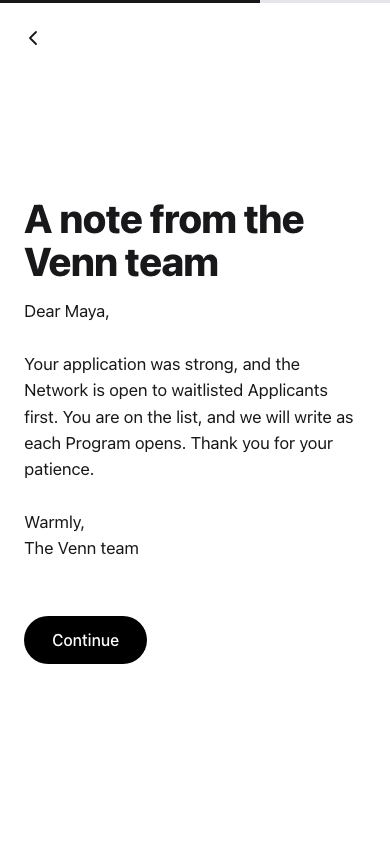 A note from the
Venn team
Dear Maya,
Your application was strong, and the
Network is open to waitlisted Applicants
first. You are on the list, and we will write as
each Program opens. Thank you for your
patience.
Warmly,
The Venn team
Continue